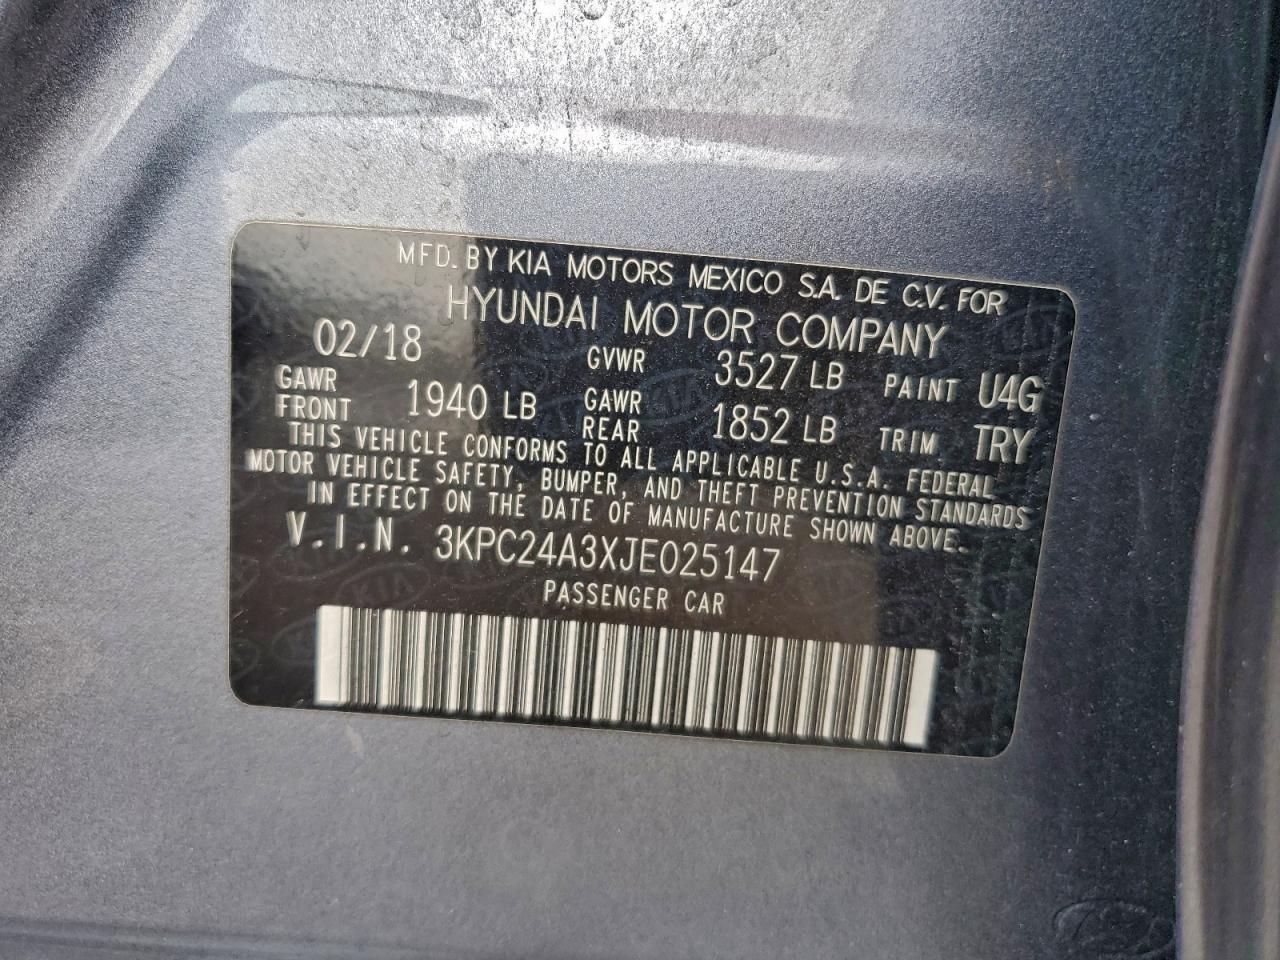 MFD. BY KIA MOTORS MEXICO S.A. DE C.V. FOR
HYUNDAI MOTOR COMPANY
02/18 GVWR 3527 LB PAINT U4G
GAWR FRONT 1940 LB GAWR REAR 1852 LB TRIM TRY
THIS VEHICLE CONFORMS TO ALL APPLICABLE U.S.A. FEDERAL
MOTOR VEHICLE SAFETY, BUMPER, AND THEFT PREVENTION STANDARDS
IN EFFECT ON THE DATE OF MANUFACTURE SHOWN ABOVE.
V.I.N. 3KPC24A3XJE025147
PASSENGER CAR